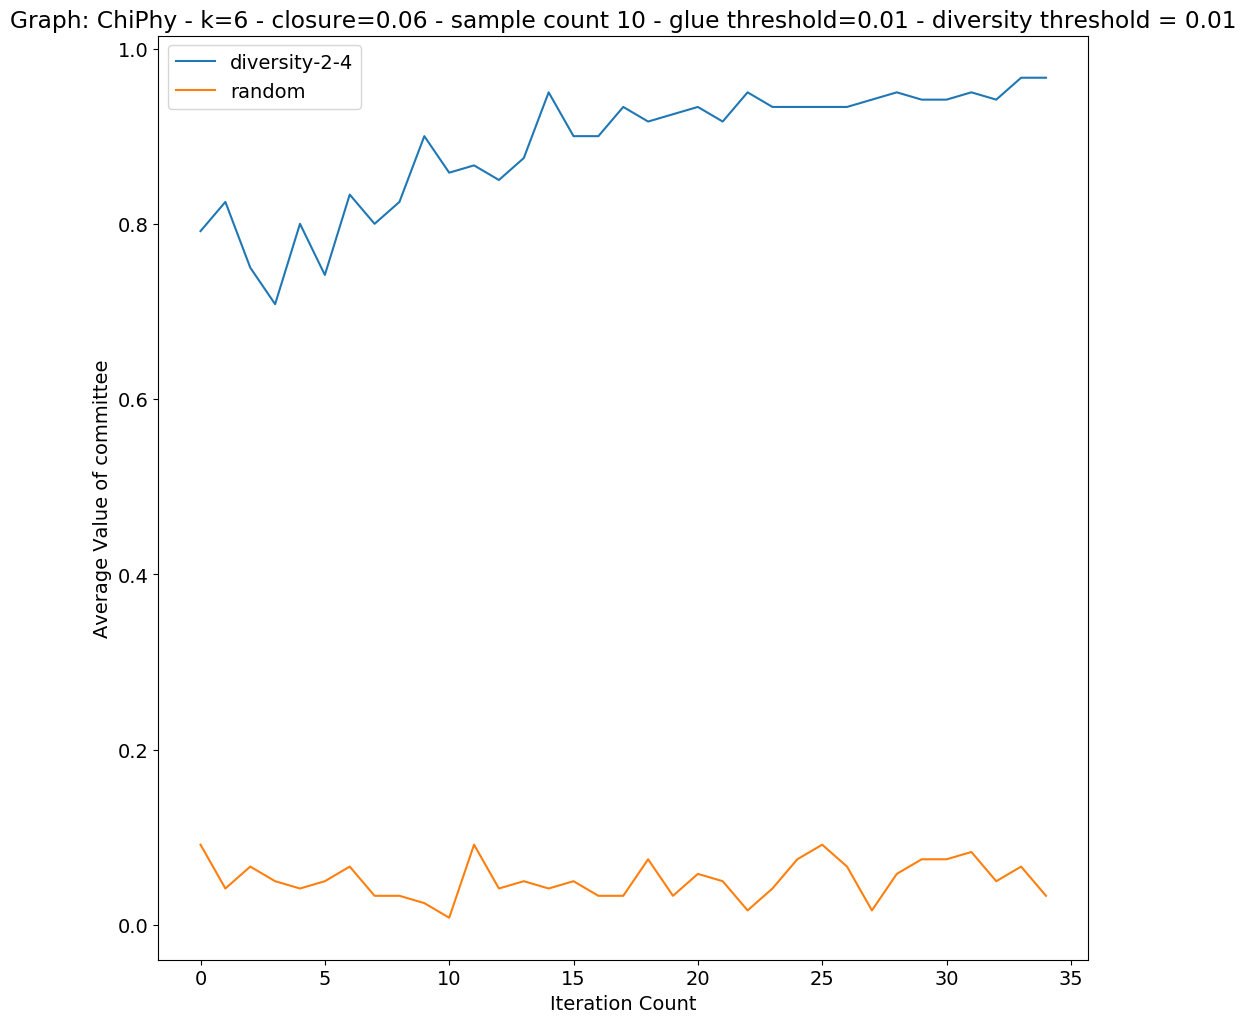 Graph: ChiPhy - k=6 - closure=0.06 - sample count 10 - glue threshold=0.01 - diversity threshold = 0.01
diversity-2-4
random
1.0
0.8
0.6
0.4
0.2
0.0
Average Value of committee
0 5 10 15 20 25 30 35
Iteration Count